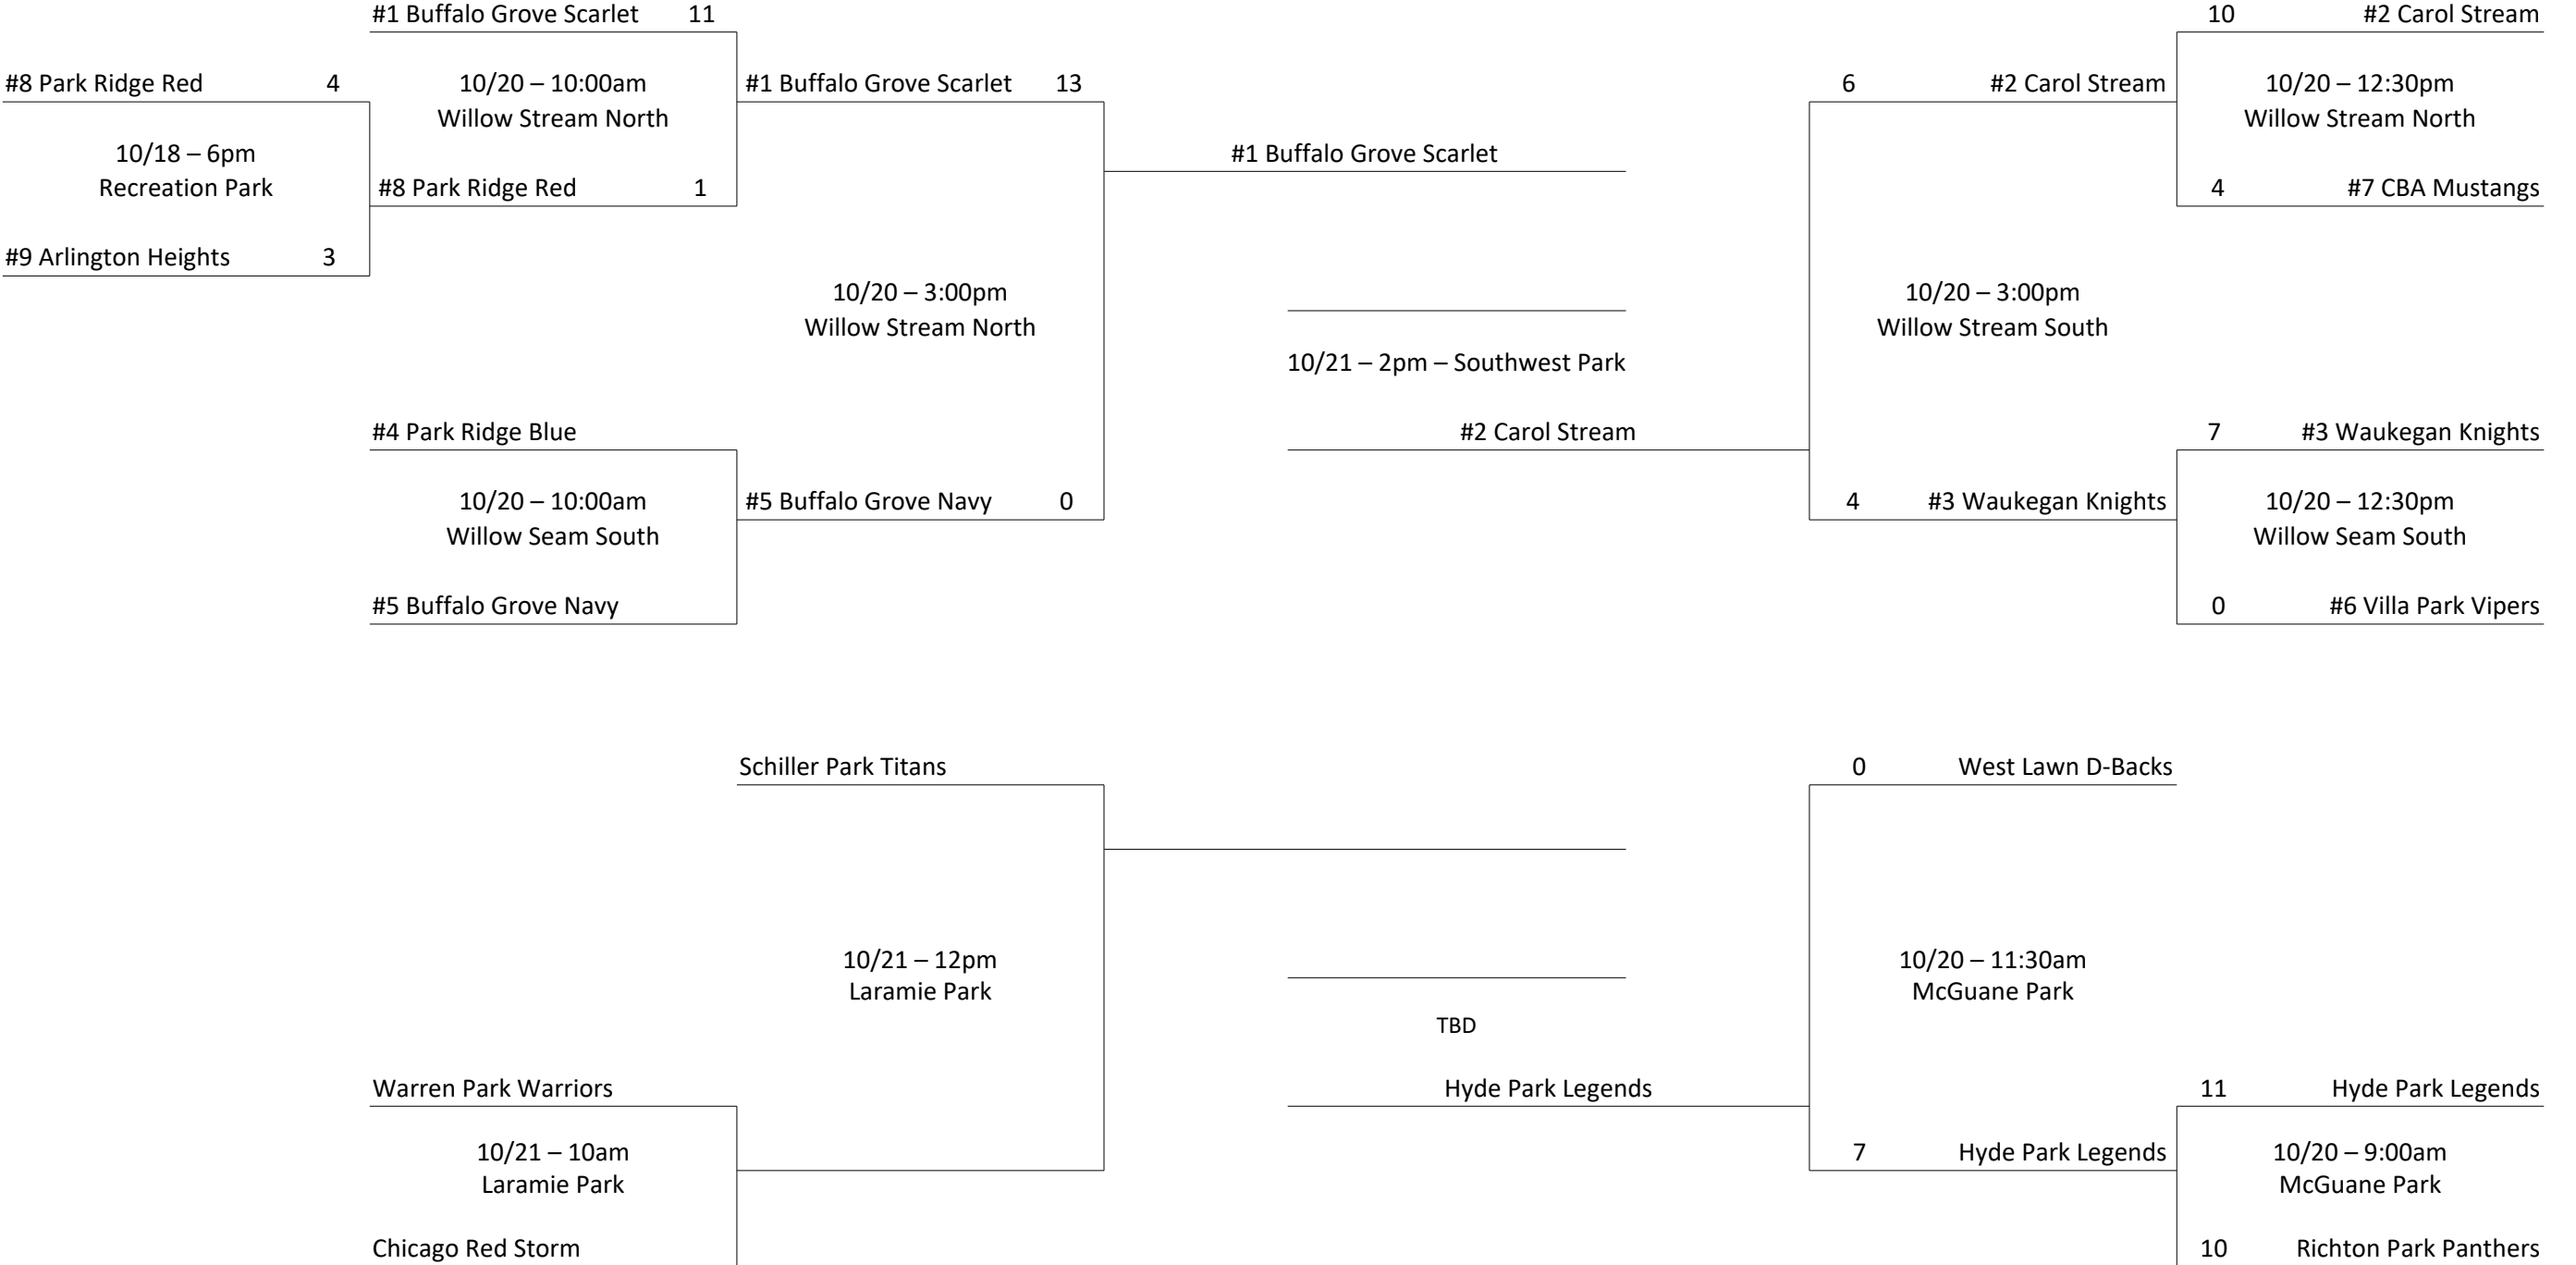 #1 Buffalo Grove Scarlet 11
10 #2 Carol Stream
#8 Park Ridge Red 4
10/20 – 10:00am
Willow Stream North
#1 Buffalo Grove Scarlet 13
6 #2 Carol Stream
10/20 – 12:30pm
Willow Stream North
10/18 – 6pm
Recreation Park
#1 Buffalo Grove Scarlet
#8 Park Ridge Red 1
4 #7 CBA Mustangs
#9 Arlington Heights 3
10/20 – 3:00pm
Willow Stream North
10/20 – 3:00pm
Willow Stream South
10/21 – 2pm – Southwest Park
#4 Park Ridge Blue
#2 Carol Stream
7 #3 Waukegan Knights
10/20 – 10:00am
Willow Seam South
#5 Buffalo Grove Navy 0
4 #3 Waukegan Knights
10/20 – 12:30pm
Willow Seam South
#5 Buffalo Grove Navy
0 #6 Villa Park Vipers
Schiller Park Titans
0 West Lawn D-Backs
10/21 – 12pm
Laramie Park
10/20 – 11:30am
McGuane Park
TBD
Warren Park Warriors
Hyde Park Legends
11 Hyde Park Legends
10/21 – 10am
Laramie Park
7 Hyde Park Legends
10/20 – 9:00am
McGuane Park
Chicago Red Storm
10 Richton Park Panthers